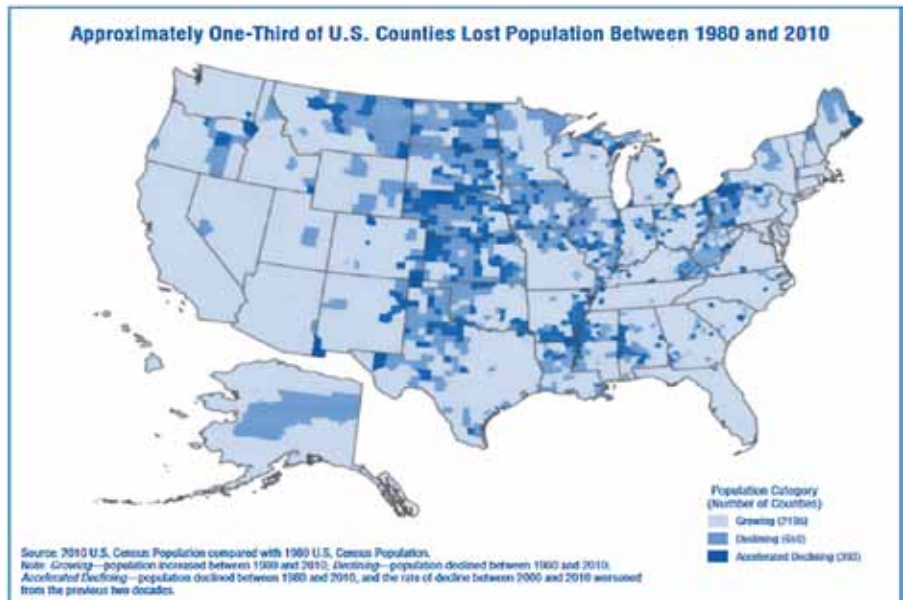 Approximately One-Third of U.S. Counties Lost Population Between 1980 and 2010
Population Category
(Number of Counties)
Growing
Declining
Accelerated Declining
Source: 2010 U.S. Census Population compared with 1980 U.S. Census Population.
Note: Growing—population increased between 1980 and 2010; Declining—population declined between 1980 and 2010;
Accelerated Declining—population declined between 1980 and 2010, and the rate of decline between 2000 and 2010 worsened
from the previous two decades.